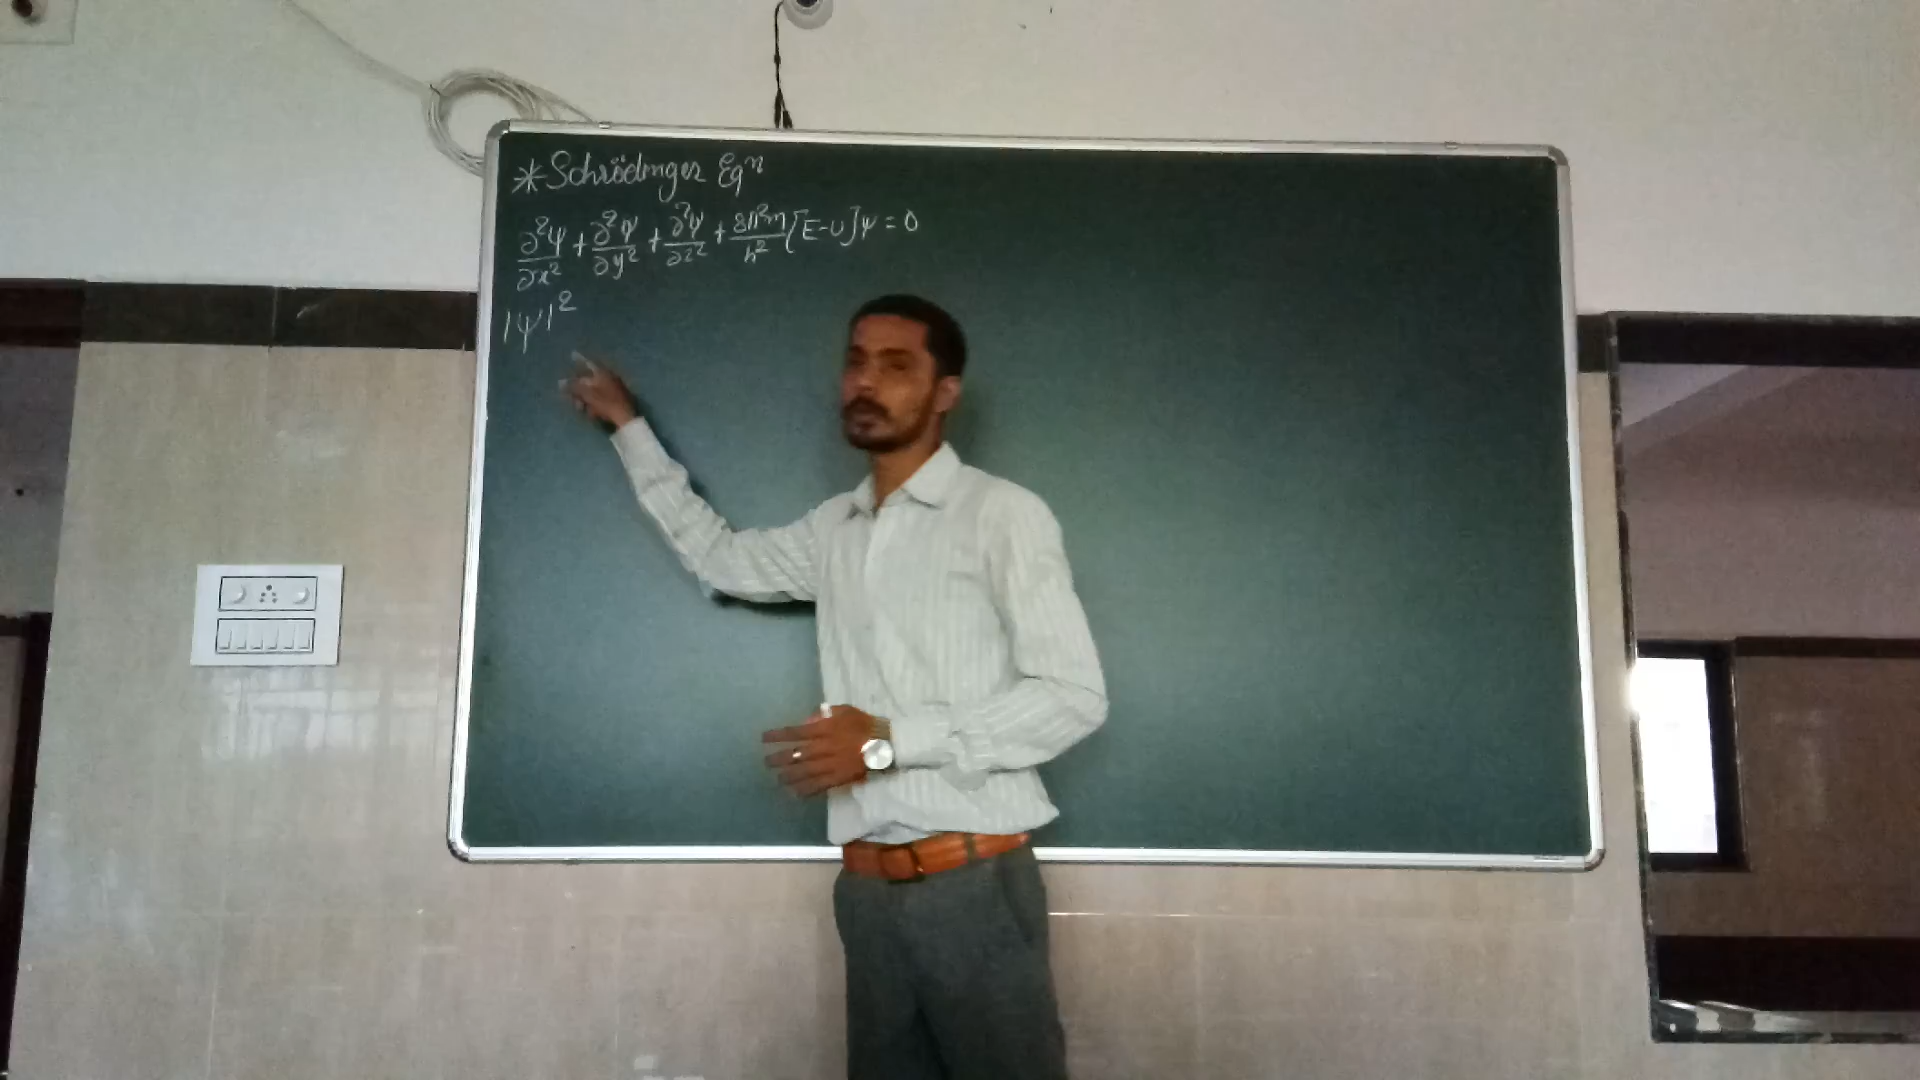 *Schrödinger Eqⁿ
∂²ψ/∂x² + ∂²ψ/∂y² + ∂²ψ/∂z² + 8π²m/h² [E-U]ψ = 0
|ψ|²